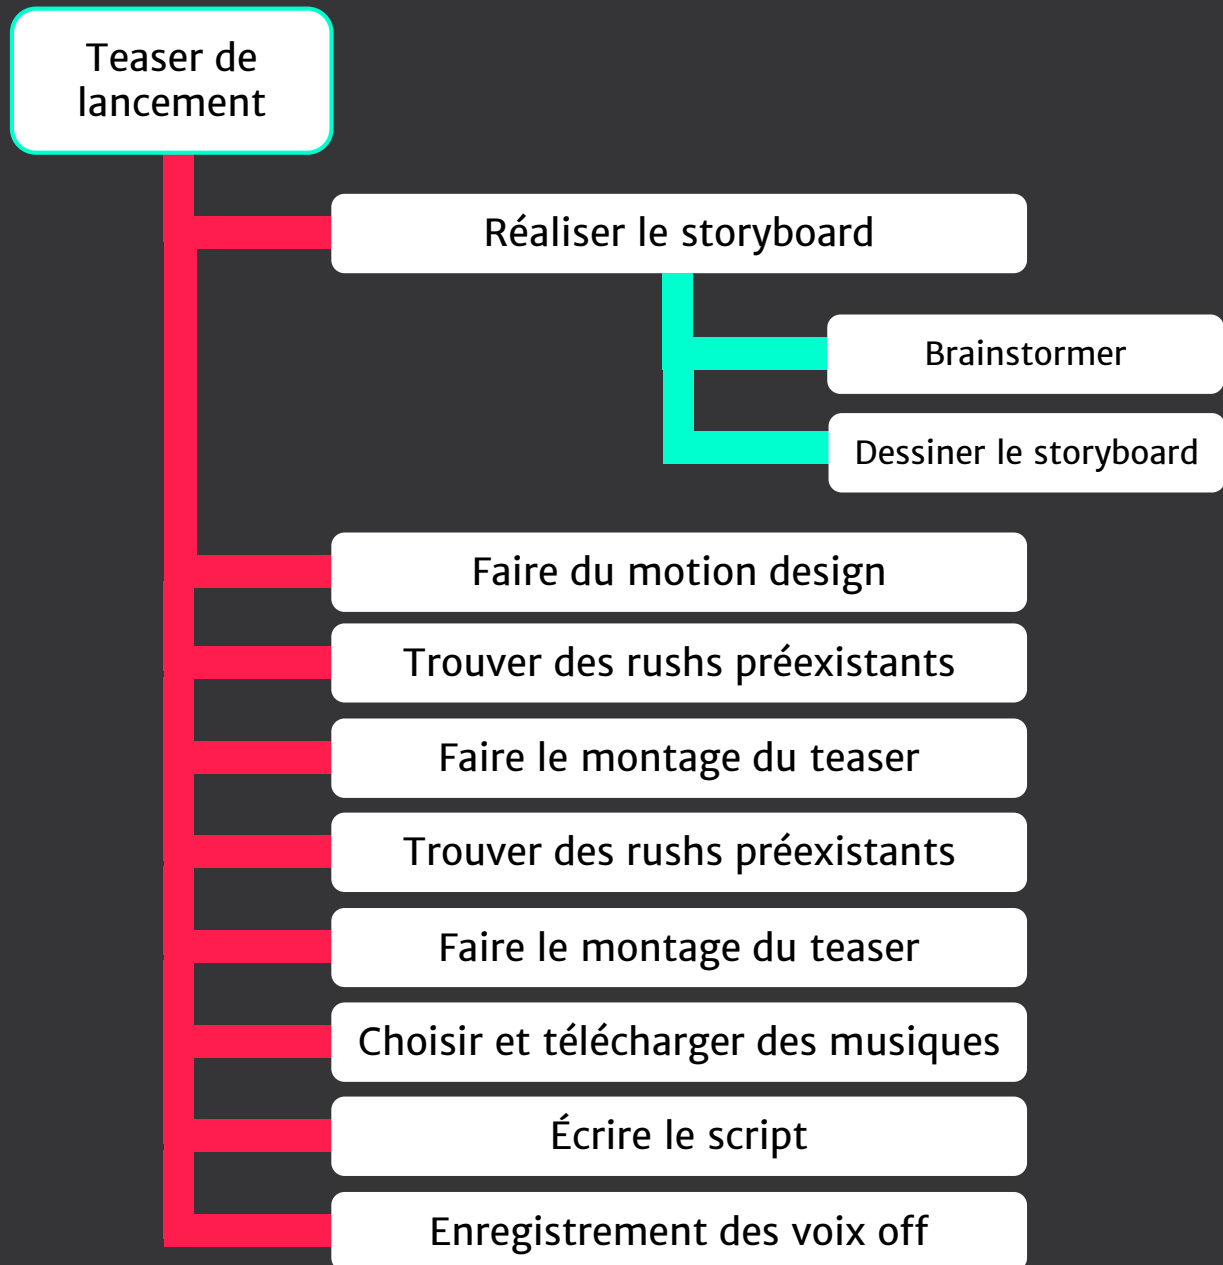 Teaser de
lancement
Réaliser le storyboard
Brainstormer
Dessiner le storyboard
Faire du motion design
Trouver des rushs préexistants
Faire le montage du teaser
Trouver des rushs préexistants
Faire le montage du teaser
Choisir et télécharger des musiques
Écrire le script
Enregistrement des voix off